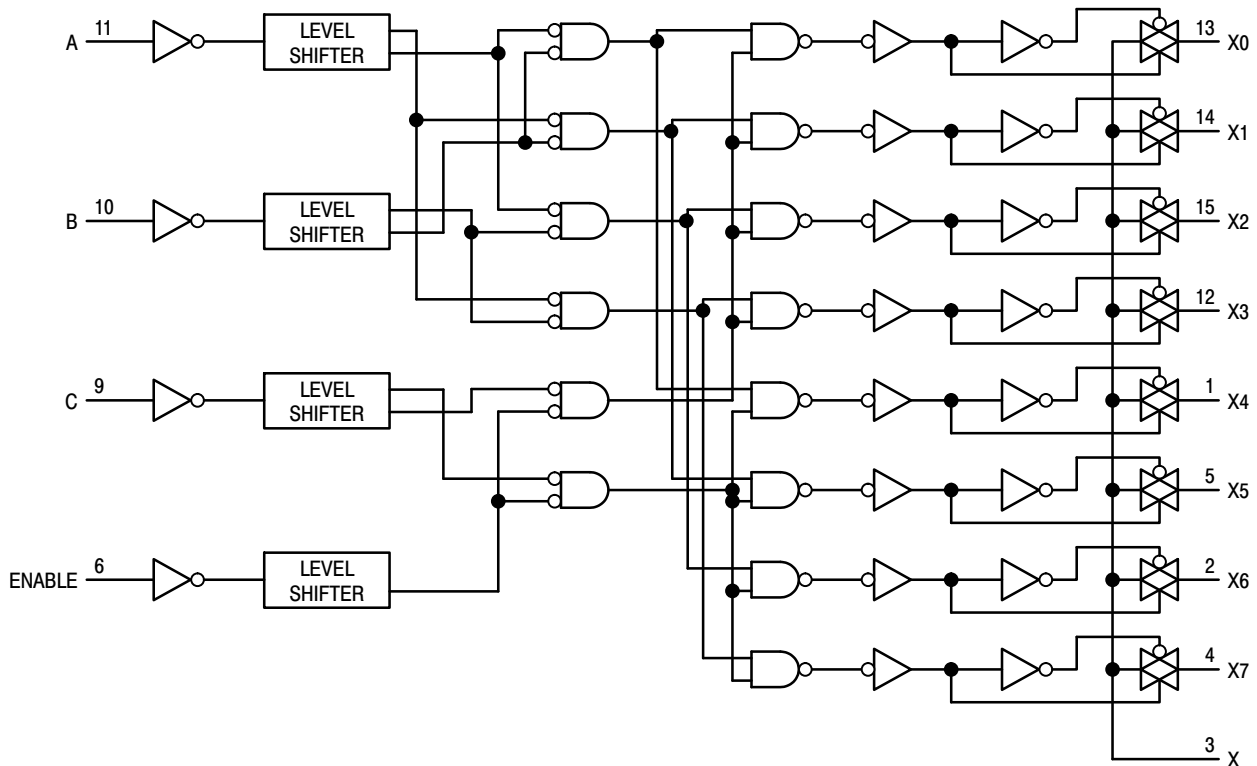 A 11 LEVEL SHIFTER 13 X0
14 X1
B 10 LEVEL SHIFTER 15 X2
12 X3
C 9 LEVEL SHIFTER 1 X4
5 X5
ENABLE 6 LEVEL SHIFTER 2 X6
4 X7
3 X